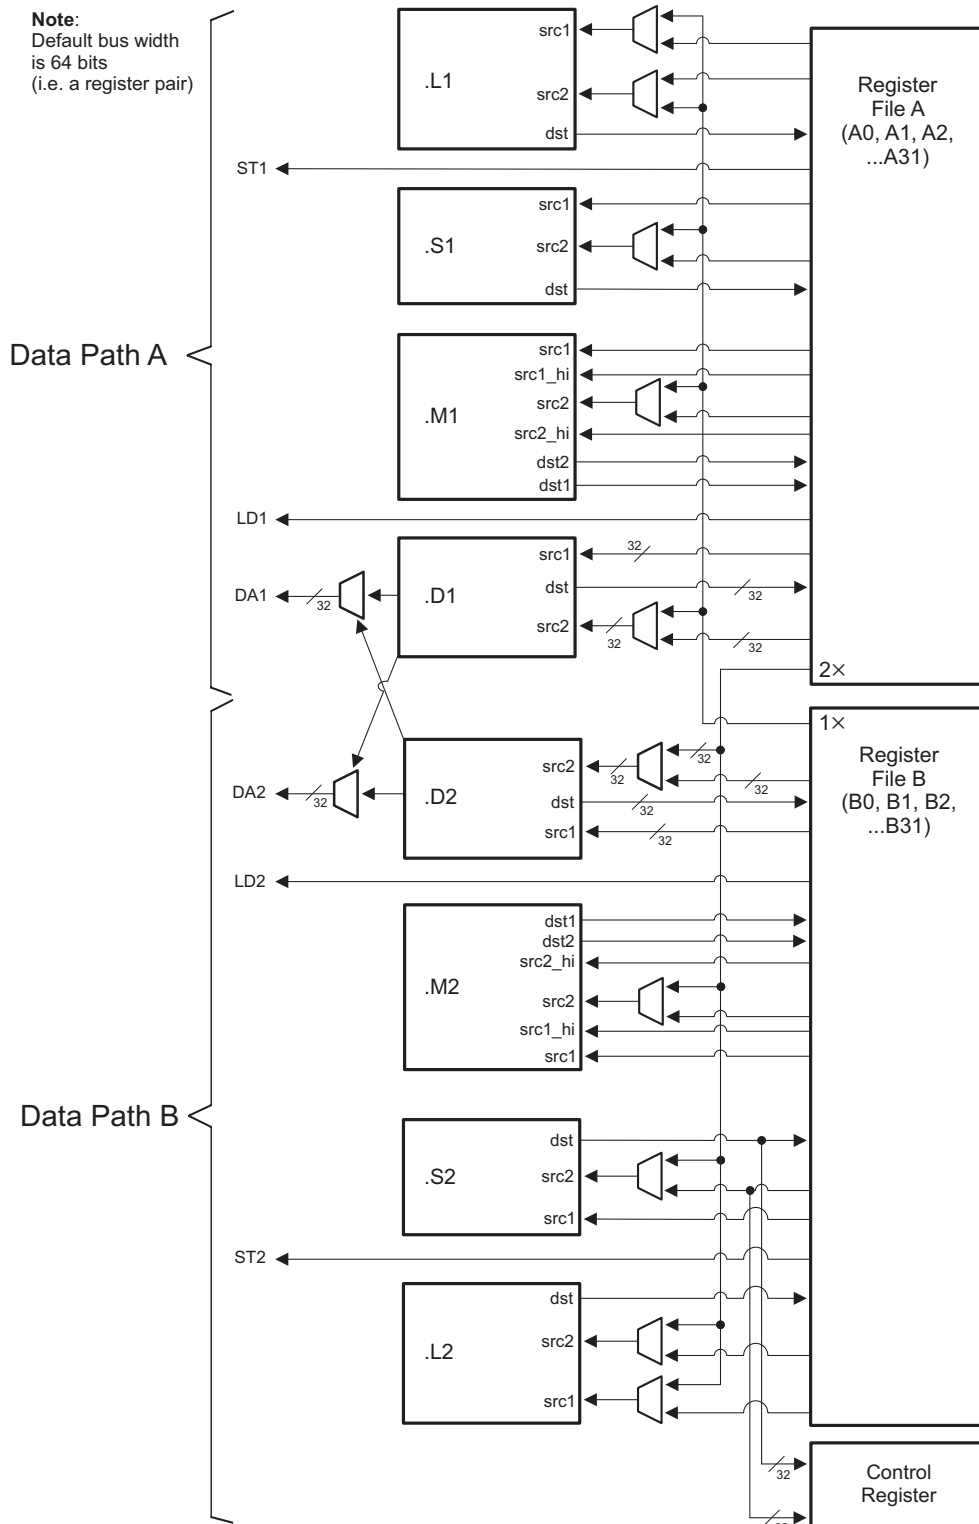 Note:
Default bus width
is 64 bits
(i.e. a register pair)
Data Path A
.L1
src1
src2
dst
ST1
.S1
src1
src2
dst
.M1
src1
src1_hi
src2
src2_hi
dst2
dst1
LD1
DA1
32
.D1
src1
32
dst
32
src2
32
32
Register
File A
(A0, A1, A2,
...A31)
2×
Data Path B
1×
Register
File B
(B0, B1, B2,
...B31)
DA2
32
.D2
src2
32
32
32
dst
32
src1
32
LD2
.M2
dst1
dst2
src2_hi
src2
src1_hi
src1
.S2
dst
src2
src1
ST2
.L2
dst
src2
src1
32
Control
Register